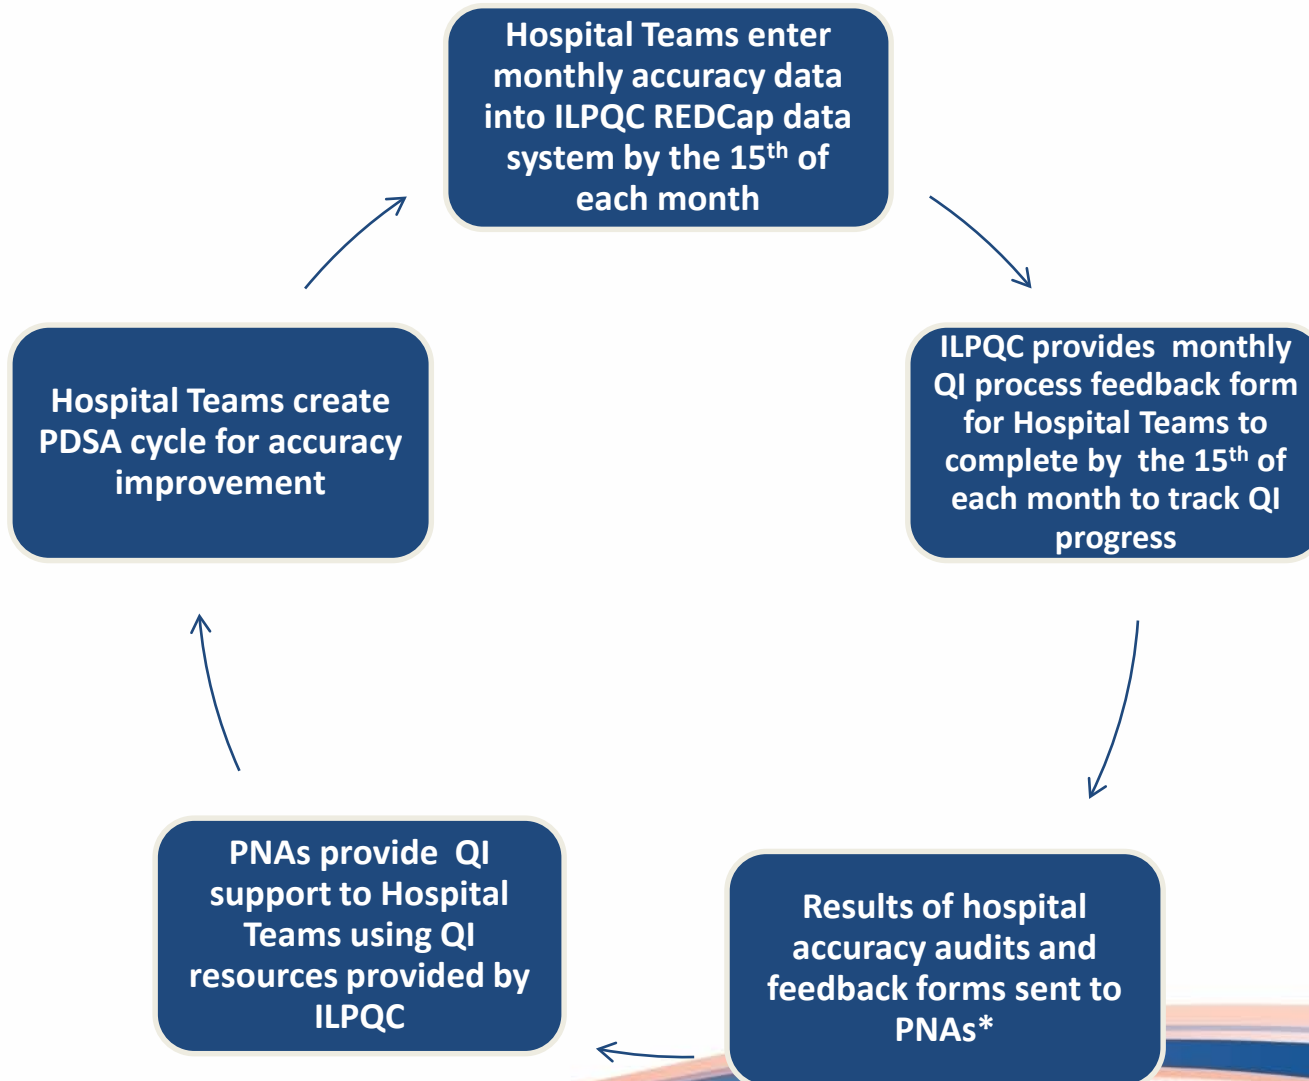 Hospital Teams enter
monthly accuracy data
into ILPQC REDCap data
system by the 15th of
each month
ILPQC provides monthly
QI process feedback form
for Hospital Teams to
complete by the 15th of
each month to track QI
progress
Results of hospital
accuracy audits and
feedback forms sent to
PNAs*
PNAs provide QI
support to Hospital
Teams using QI
resources provided by
ILPQC
Hospital Teams create
PDSA cycle for accuracy
improvement